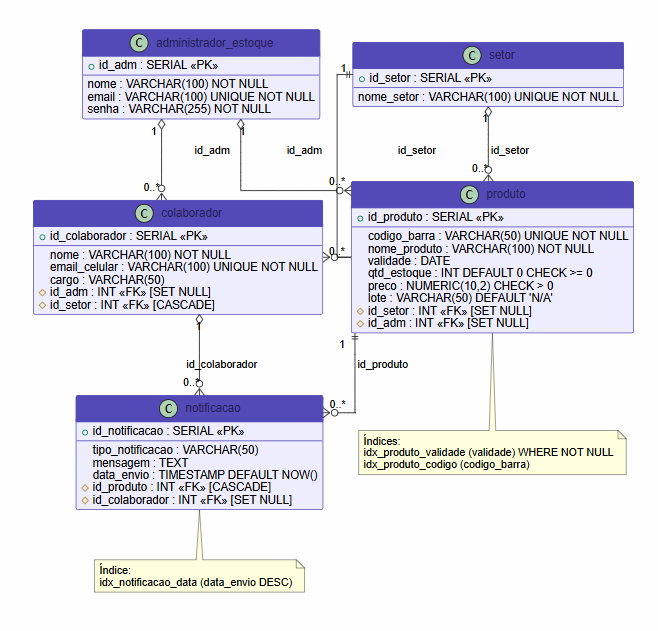 C administrador_estoque
id_adm : SERIAL «PK»
nome : VARCHAR(100) NOT NULL
email : VARCHAR(100) UNIQUE NOT NULL
senha : VARCHAR(255) NOT NULL
C setor
id_setor : SERIAL «PK»
nome_setor : VARCHAR(100) UNIQUE NOT NULL
1
1
1
1
id_adm
id_adm
id_setor
id_setor
0..*
0..*
0..*
0..*
C colaborador
id_colaborador : SERIAL «PK»
nome : VARCHAR(100) NOT NULL
email_celular : VARCHAR(100) UNIQUE NOT NULL
cargo : VARCHAR(50)
id_adm : INT «FK» [SET NULL]
id_setor : INT «FK» [CASCADE]
C produto
id_produto : SERIAL «PK»
codigo_barra : VARCHAR(50) UNIQUE NOT NULL
nome_produto : VARCHAR(100) NOT NULL
validade : DATE
qtd_estoque : INT DEFAULT 0 CHECK >= 0
preco : NUMERIC(10,2) CHECK > 0
lote : VARCHAR(50) DEFAULT 'N/A'
id_setor : INT «FK» [SET NULL]
id_adm : INT «FK» [SET NULL]
1
1
id_colaborador
id_produto
0..*
0..*
C notificacao
id_notificacao : SERIAL «PK»
tipo_notificacao : VARCHAR(50)
mensagem : TEXT
data_envio : TIMESTAMP DEFAULT NOW()
id_produto : INT «FK» [CASCADE]
id_colaborador : INT «FK» [SET NULL]
Índices:
idx_produto_validade (validade) WHERE NOT NULL
idx_produto_codigo (codigo_barra)
Índice:
idx_notificacao_data (data_envio DESC)